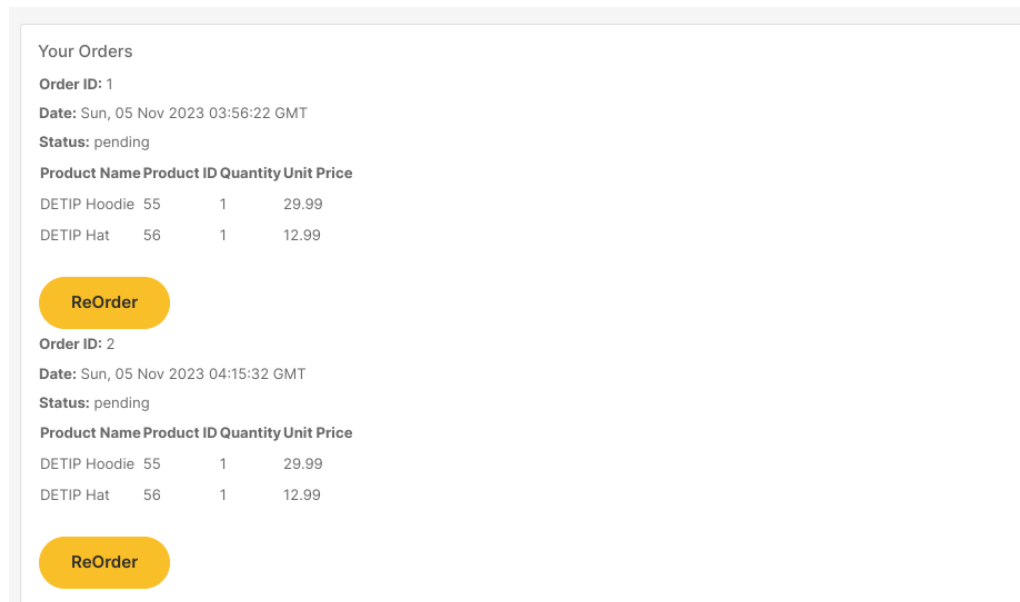 Your Orders
Order ID: 1
Date: Sun, 05 Nov 2023 03:56:22 GMT
Status: pending
Product Name Product ID Quantity Unit Price
DETIP Hoodie 55 1 29.99
DETIP Hat 56 1 12.99
ReOrder
Order ID: 2
Date: Sun, 05 Nov 2023 04:15:32 GMT
Status: pending
Product Name Product ID Quantity Unit Price
DETIP Hoodie 55 1 29.99
DETIP Hat 56 1 12.99
ReOrder